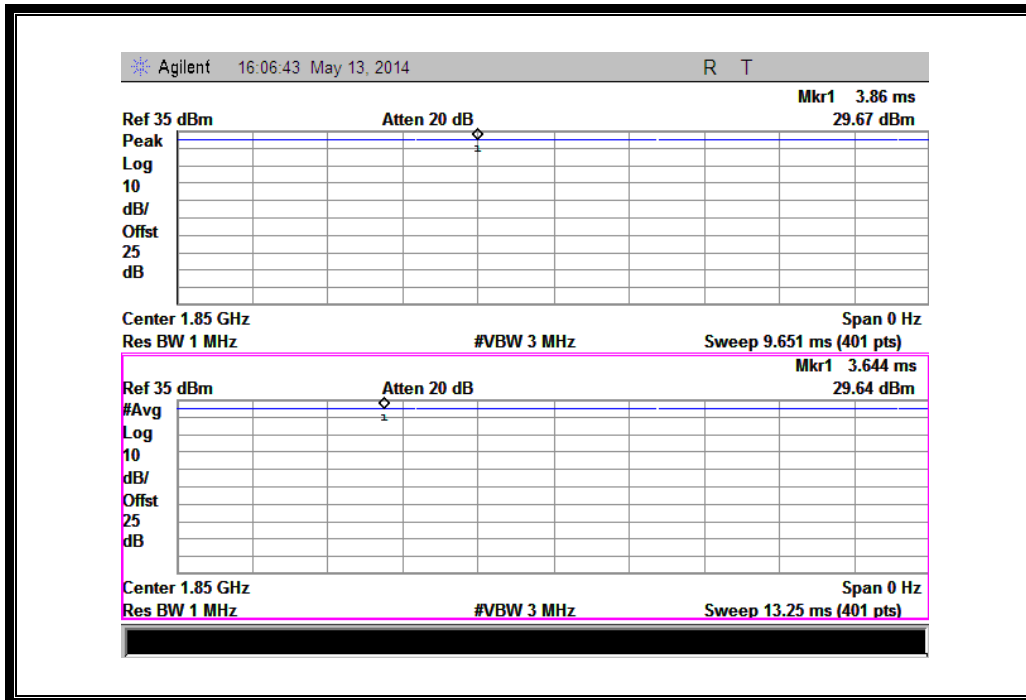 Agilent 16:06:43 May 13, 2014 R T
Mkr1 3.86 ms
Ref 35 dBm Atten 20 dB 29.67 dBm
Peak
Log
10
dB/
Offst
25
dB
1
Center 1.85 GHz Span 0 Hz
Res BW 1 MHz #VBW 3 MHz Sweep 9.651 ms (401 pts)
Mkr1 3.644 ms
Ref 35 dBm Atten 20 dB 29.64 dBm
#Avg
Log
10
dB/
Offst
25
dB
1
Center 1.85 GHz Span 0 Hz
Res BW 1 MHz #VBW 3 MHz Sweep 13.25 ms (401 pts)